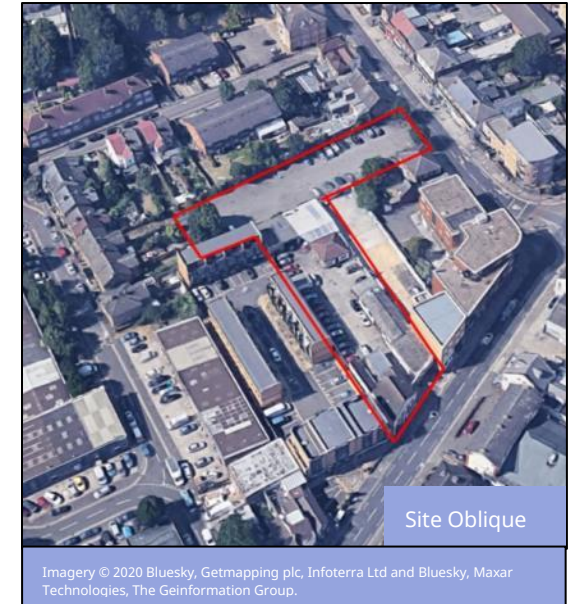 Site Oblique
Imagery © 2020 Bluesky, Getmapping plc, Infoterra Ltd and Bluesky, Maxar
Technologies, The Geinformation Group.